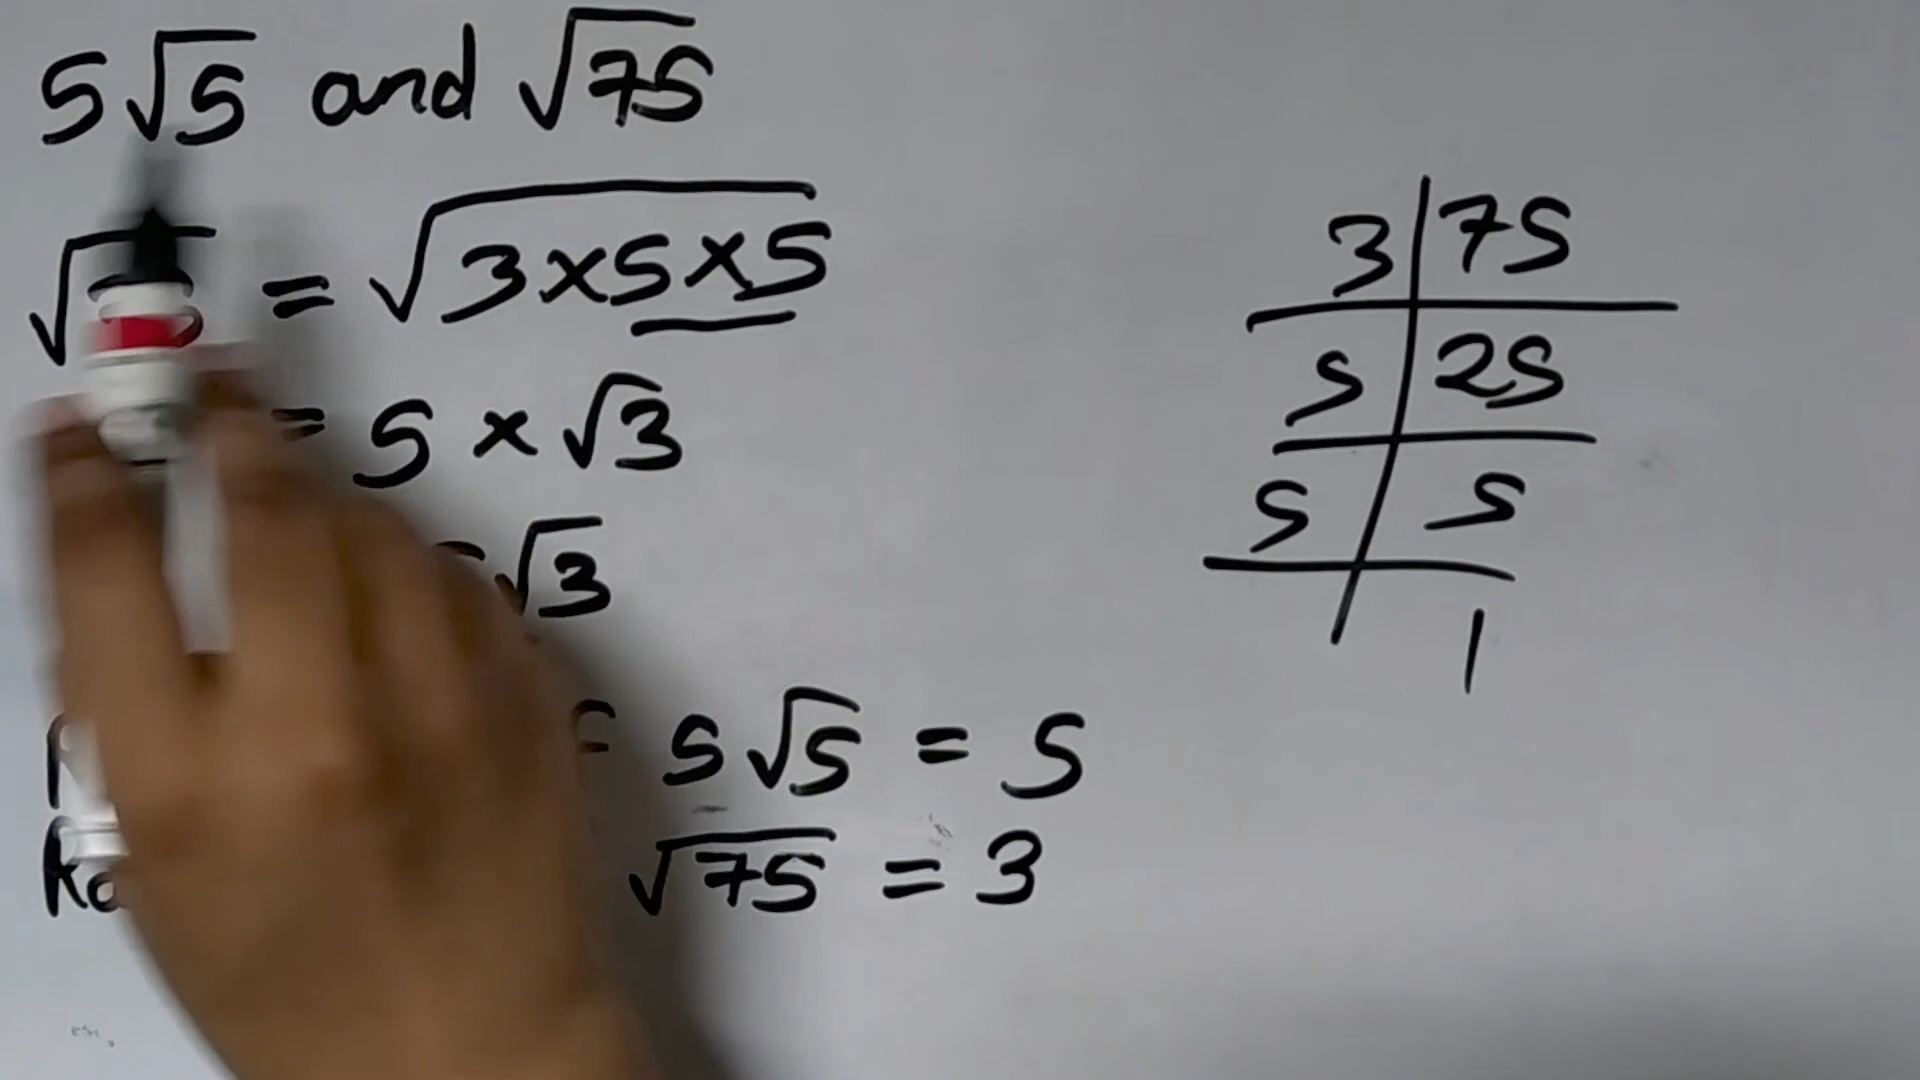 5√5 and √75
= √3×5×5
= 5 × √3
√3
5√5 = 5
√75 = 3
3 | 75
5 | 25
5 | 5
1